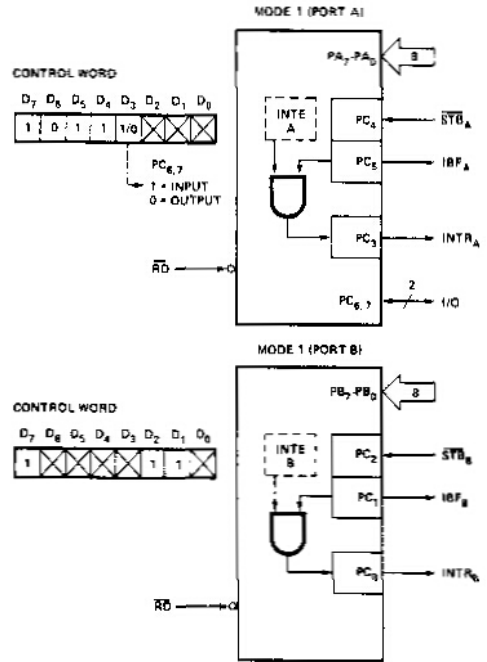 MODE 1 (PORT A)
PA7-PA0
8
CONTROL WORD
D7 D6 D5 D4 D3 D2 D1 D0
1 0 1 1 1/0
PC6,7
1 = INPUT
0 = OUTPUT
INTE
A
PC4
STBA
PC5
IBFA
PC3
INTRA
RD
PC6,7
2
I/O
MODE 1 (PORT B)
PB7-PB0
8
CONTROL WORD
D7 D6 D5 D4 D3 D2 D1 D0
1 1 1
INTE
B
PC2
STBB
PC1
IBFB
PC0
INTRB
RD